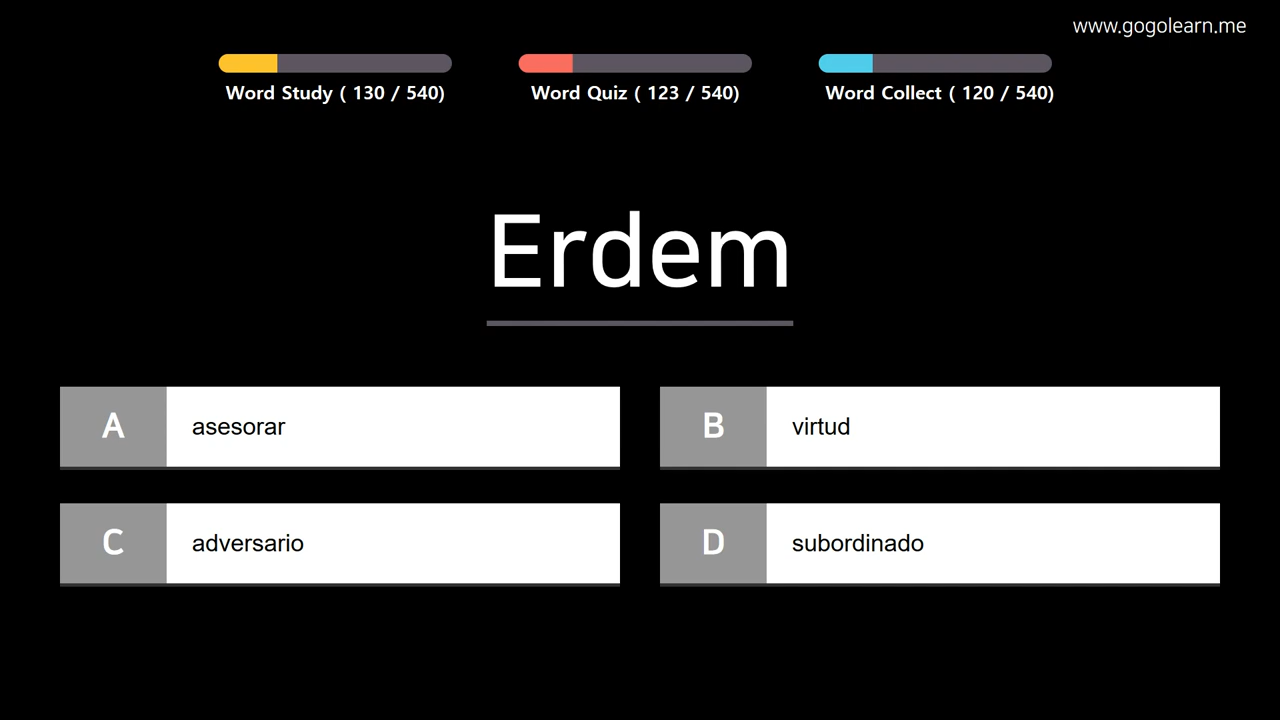 www.gogolearn.me
Word Study ( 130 / 540)
Word Quiz ( 123 / 540)
Word Collect ( 120 / 540)
Erdem
A asesorar
B virtud
C adversario
D subordinado